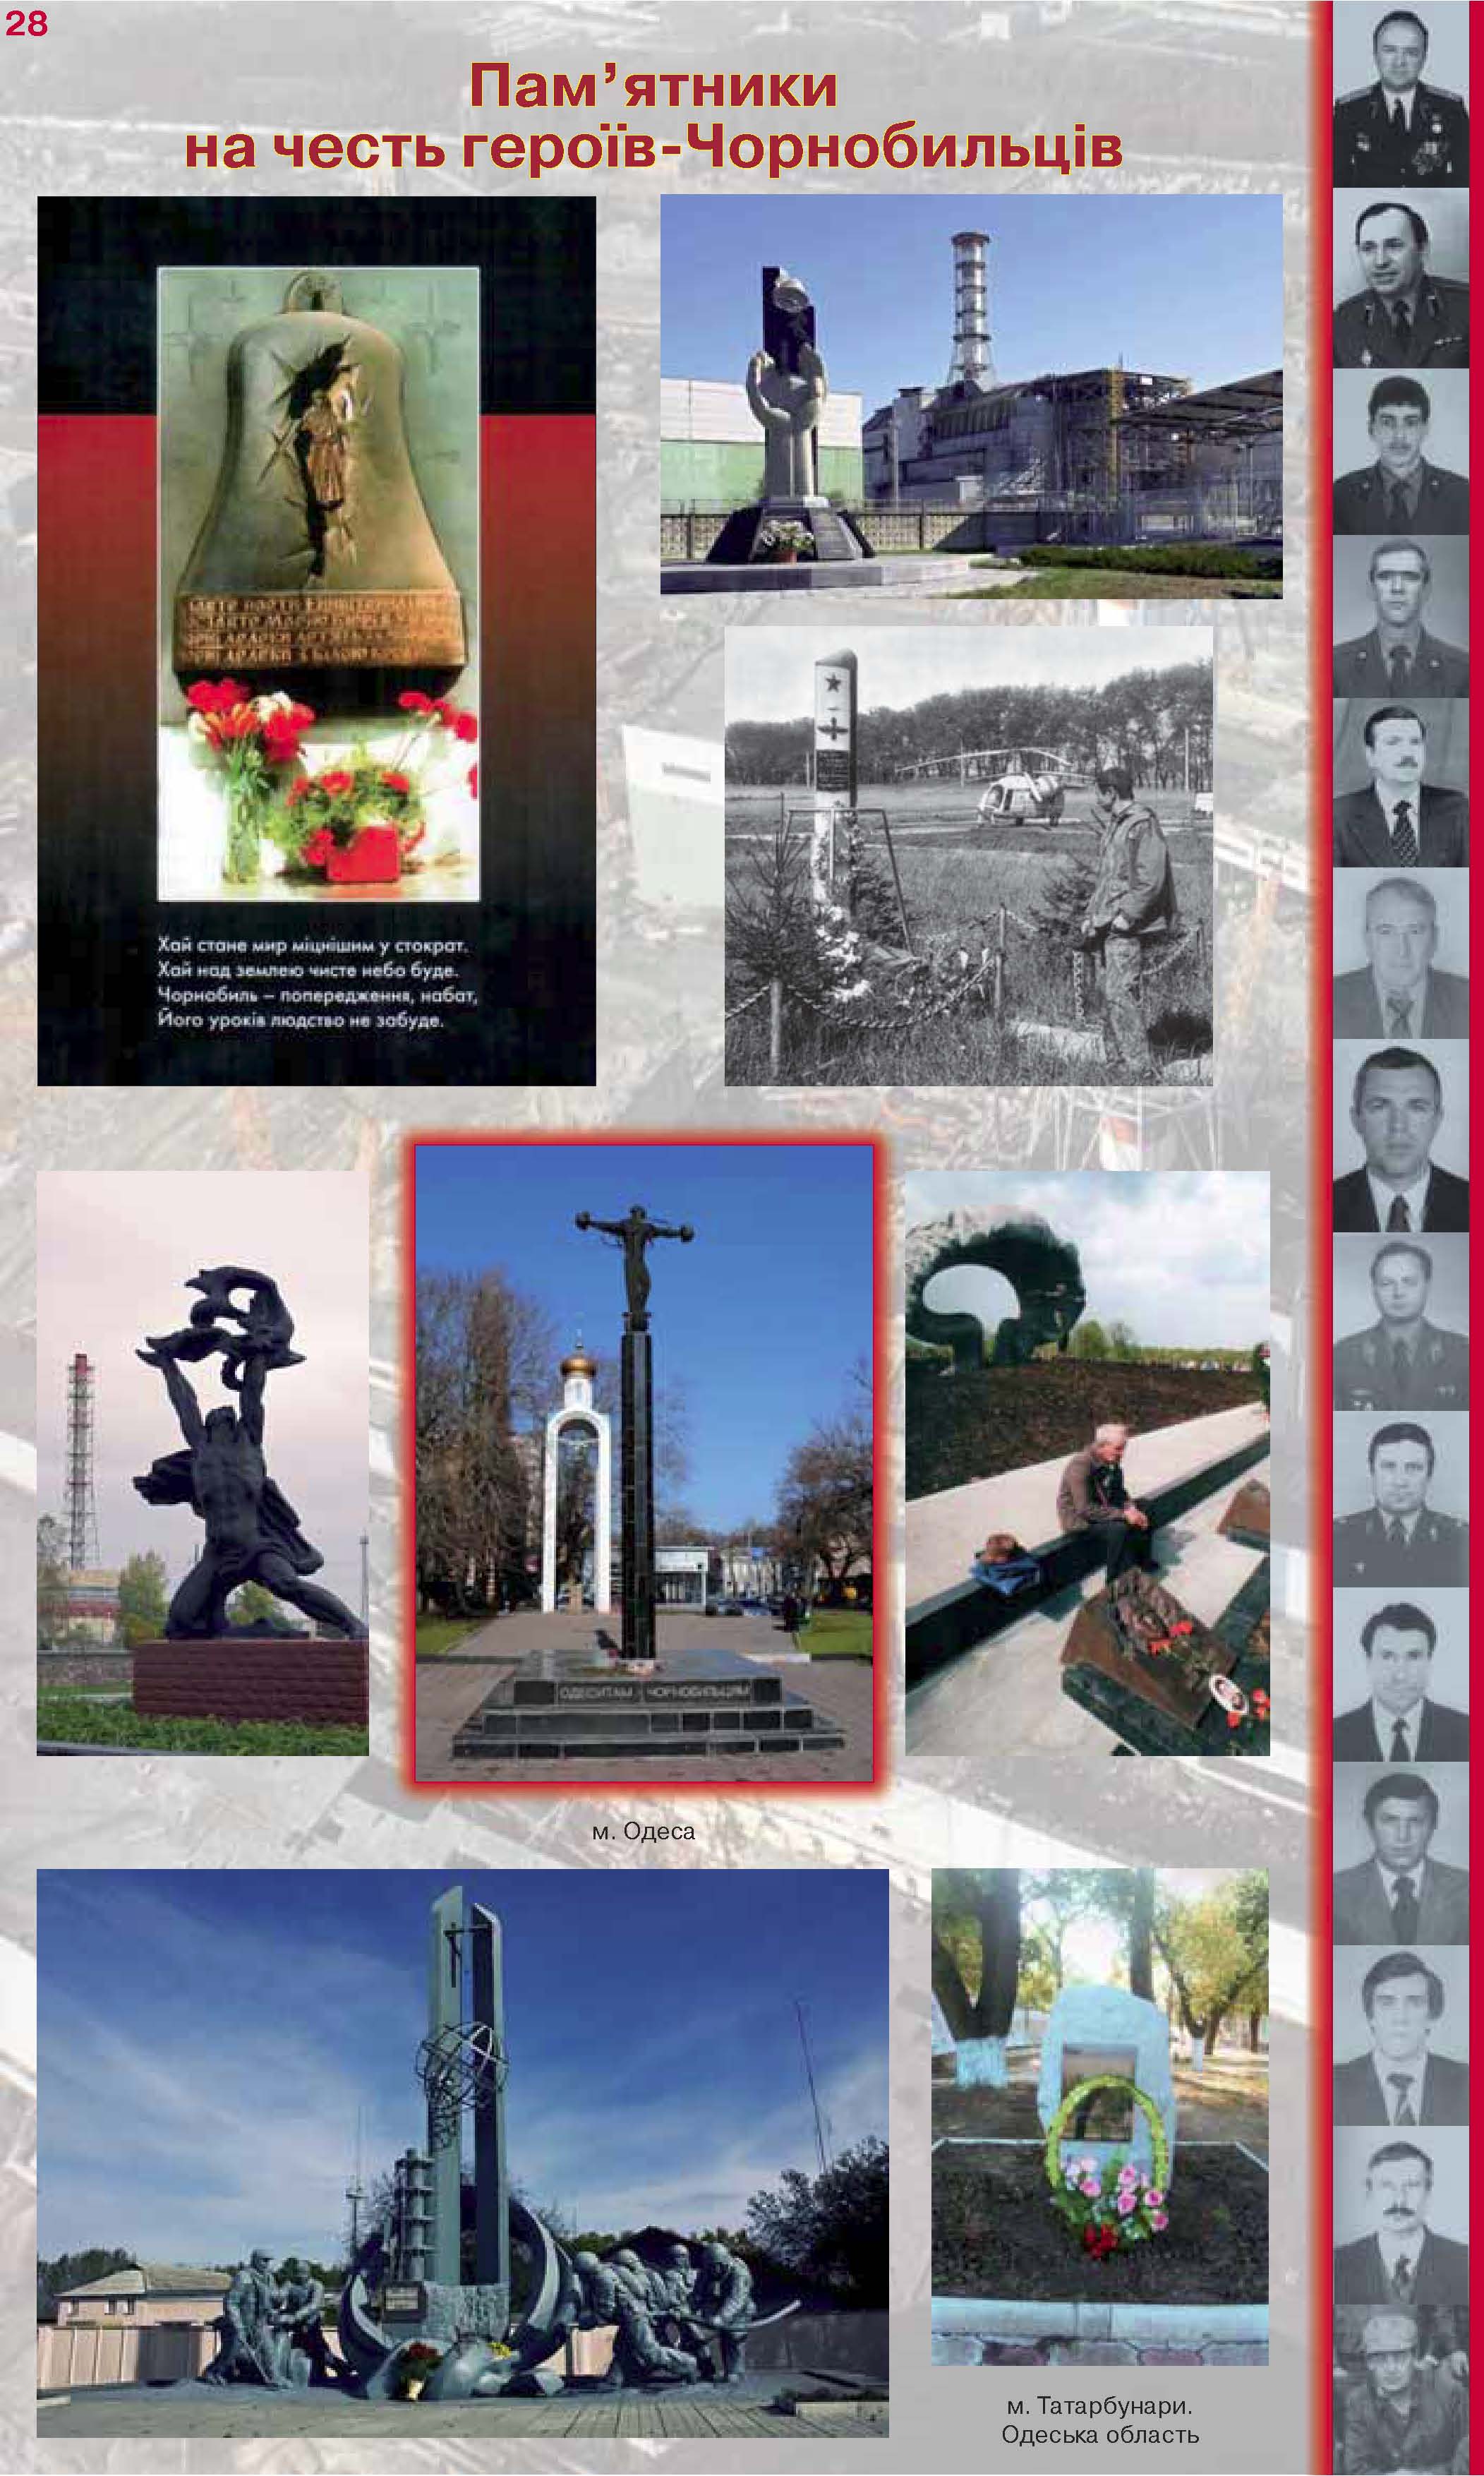 28
Пам’ятники
на честь героїв-Чорнобильців
Хай стане мир міцнішим у стократ.
Хай над землею чисте небо буде.
Чорнобиль – попередження, набат,
Його уроків людство не забуде.
ОДЕСИТАМ - ЧОРНОБИЛЬЦЯМ
м. Одеса
м. Татарбунари.
Одеська область